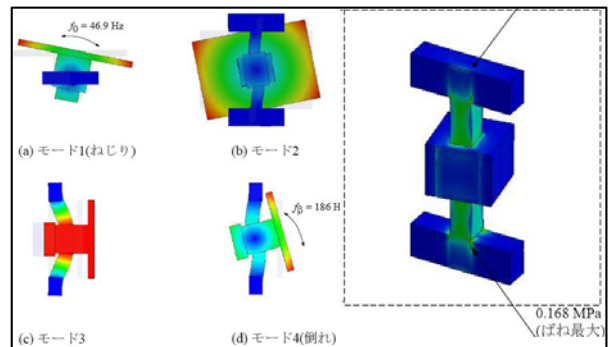 f₀ = 46.9 Hz
(a) モード1(ねじり)
(b) モード2
fβ = 186 H
(c) モード3
(d) モード4(倒れ)
0.168 MPa
(ばね最大)